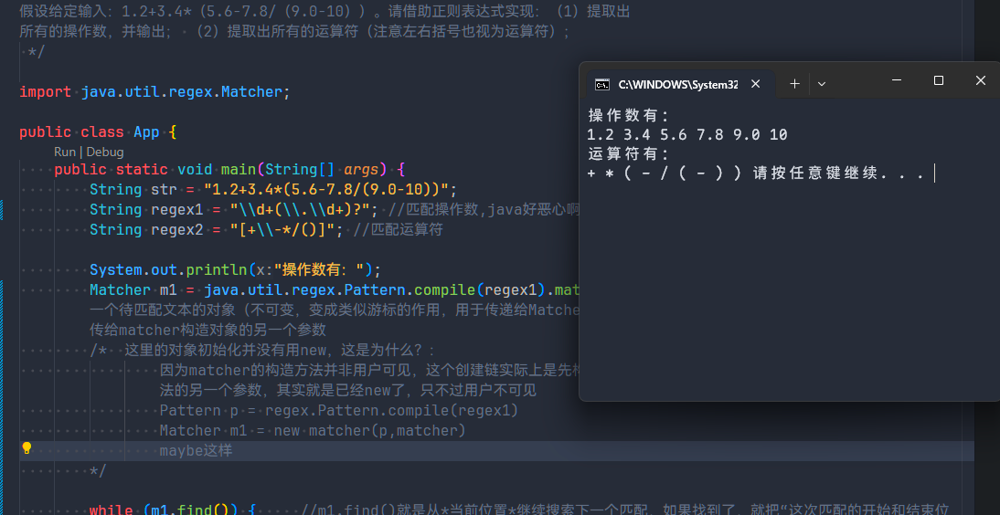 假设给定输入：1.2+3.4*（5.6-7.8/（9.0-10））。请借助正则表达式实现：（1）提取出
所有的操作数，并输出；（2）提取出所有的运算符（注意左右括号也视为运算符）；
*/
import java.util.regex.Matcher;
public class App {
Run | Debug
public static void main(String[] args) {
String str = "1.2+3.4*(5.6-7.8/(9.0-10))";
String regex1 = "\\d+(\\.\\d+)?"; //匹配操作数,java好恶心啊
String regex2 = "[+\\-*/()]"; //匹配运算符
System.out.println(x:"操作数有：");
Matcher m1 = java.util.regex.Pattern.compile(regex1).mat
一个待匹配文本的对象（不可变，变成类似游标的作用，用于传递给Matche
传给matcher构造对象的另一个参数
/* 这里的对象初始化并没有用new，这是为什么？：
因为matcher的构造方法并非用户可见，这个创建链实际上是先构
法的另一个参数，其实就是已经new了，只不过用户不可见
Pattern p = regex.Pattern.compile(regex1)
Matcher m1 = new matcher(p,matcher)
maybe这样
*/
while (m1.find()) { //m1.find()就是从*当前位置*继续搜索下一个匹配，如果找到了，就把“这次匹配的开始和结束位
C:\WINDOWS\System32
操作数有：
1.2 3.4 5.6 7.8 9.0 10
运算符有：
+ * ( - / ( - ) ) 请按任意键继续. . .